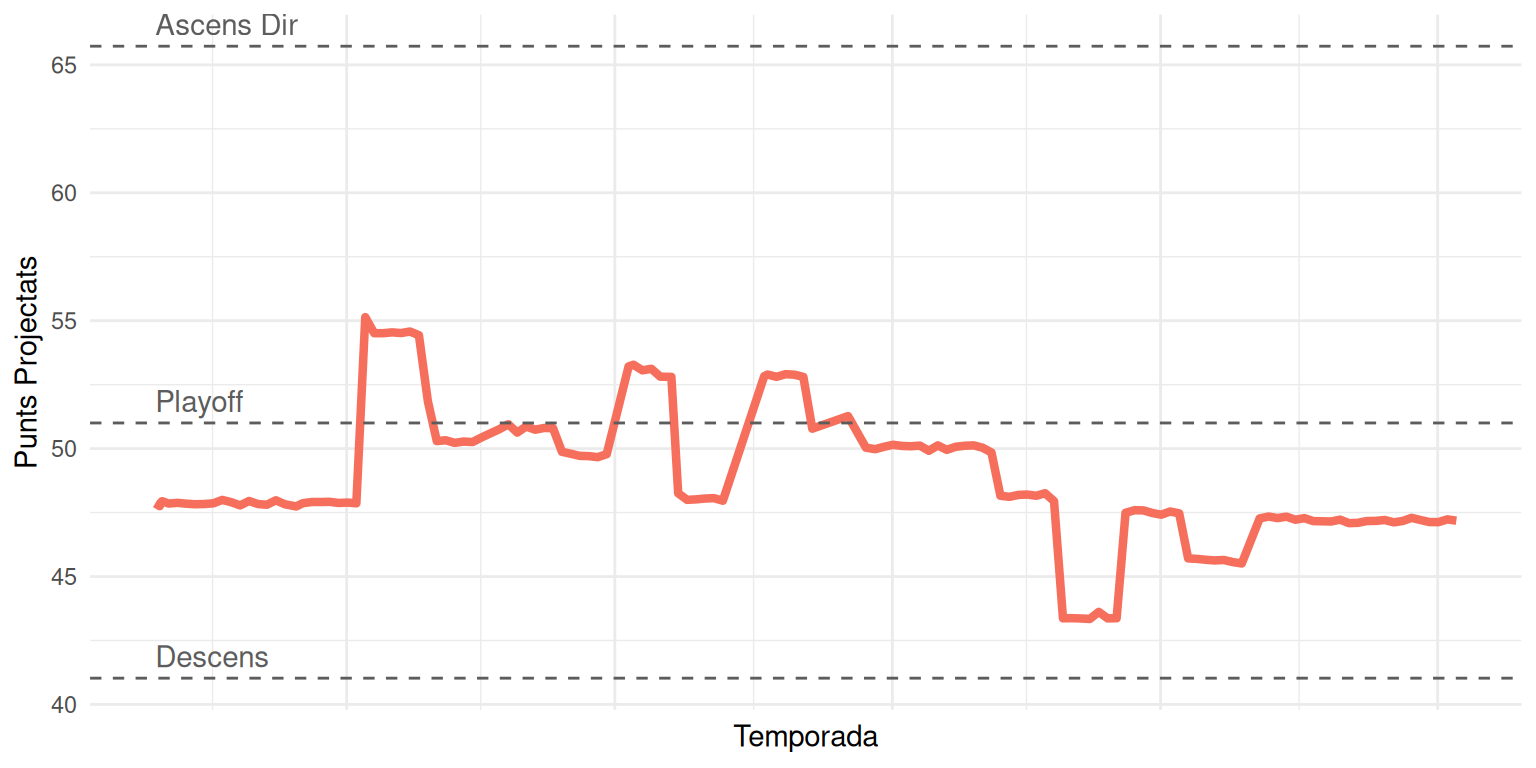 Ascens Dir
65
60
55
Playoff
50
45
Descens
40
Punts Projectats
Temporada